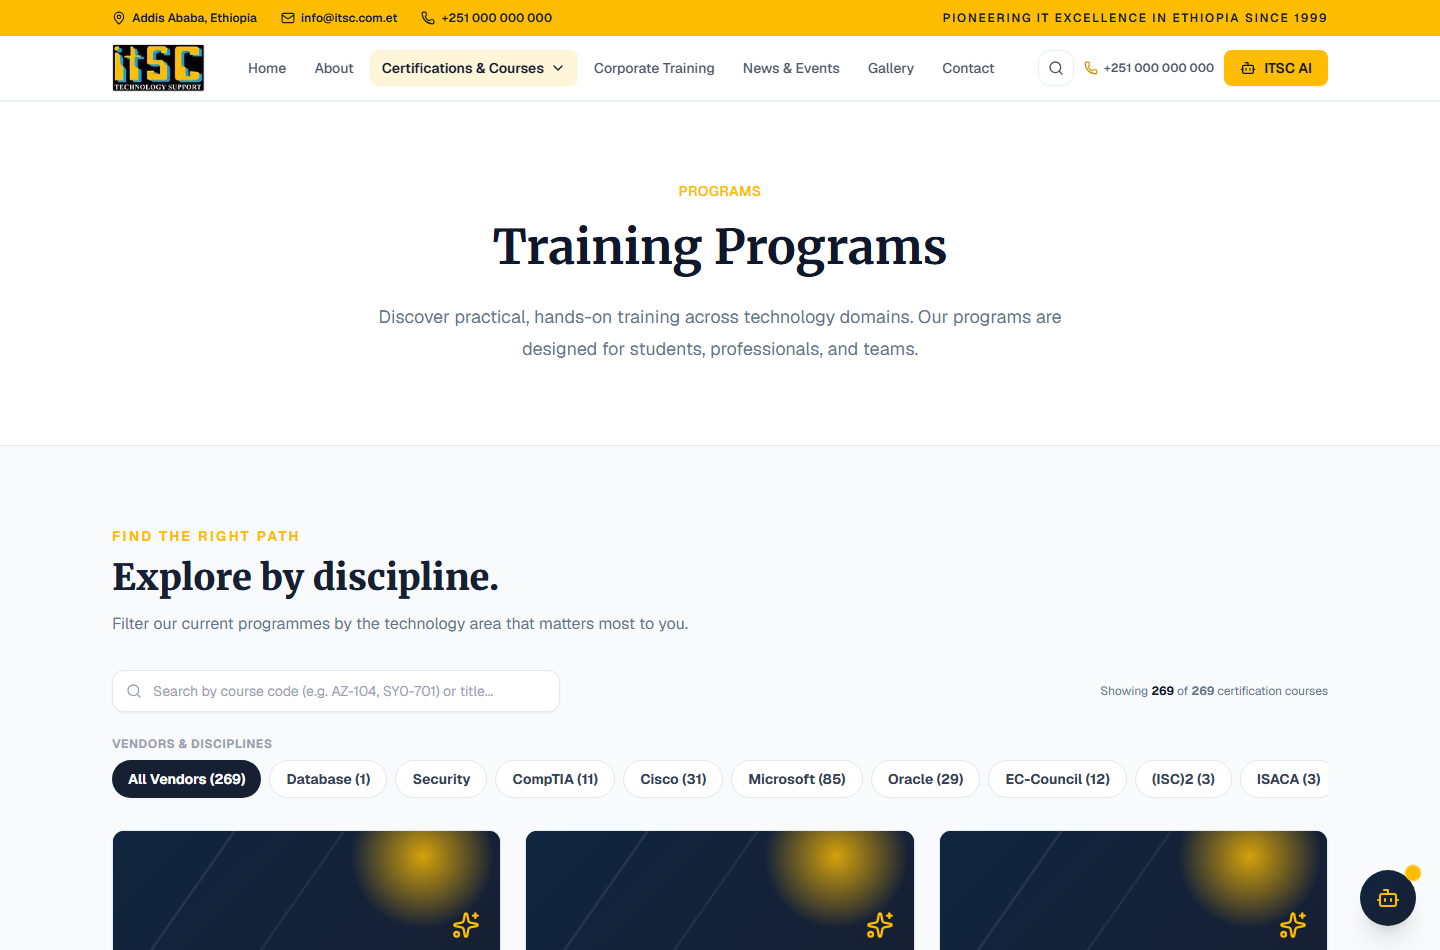 Addis Ababa, Ethiopia
info@itsc.com.et
+251 000 000 000
PIONEERING IT EXCELLENCE IN ETHIOPIA SINCE 1999
itSC
TECHNOLOGY SUPPORT
Home
About
Certifications & Courses
Corporate Training
News & Events
Gallery
Contact
+251 000 000 000
ITSC AI
PROGRAMS
Training Programs
Discover practical, hands-on training across technology domains. Our programs are
designed for students, professionals, and teams.
FIND THE RIGHT PATH
Explore by discipline.
Filter our current programmes by the technology area that matters most to you.
Search by course code (e.g. AZ-104, SY0-701) or title...
Showing 269 of 269 certification courses
VENDORS & DISCIPLINES
All Vendors (269)
Database (1)
Security
CompTIA (11)
Cisco (31)
Microsoft (85)
Oracle (29)
EC-Council (12)
(ISC)2 (3)
ISACA (3)